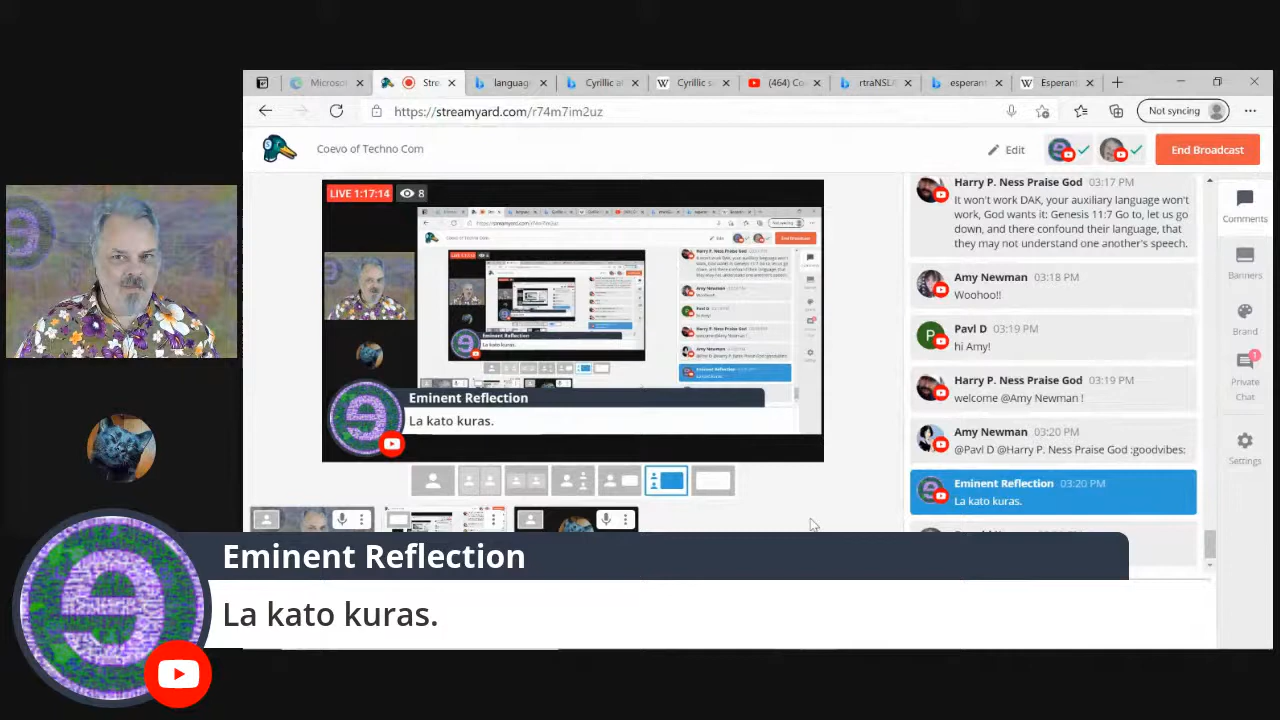 Microsof
Stre
language
Cyrillic al
Cyrillic s
(464) Co
rtraNSLA
esperant
Esperan
https://streamyard.com/r74m7im2uz
Not syncing
Coevo of Techno Com
Edit
End Broadcast
LIVE 1:17:14
8
Eminent Reflection
La kato kuras.
Harry P. Ness Praise God 03:17 PM
It won't work DAK, your auxiliary language won't
work, God wants it: Genesis 11:7 Go to, let us go
down, and there confound their language, that
they may not understand one another's speech.
Amy Newman 03:18 PM
Woohoo!!
Pavl D 03:19 PM
hi Amy!
Harry P. Ness Praise God 03:19 PM
welcome @Amy Newman !
Amy Newman 03:20 PM
@Pavl D @Harry P. Ness Praise God :goodvibes:
Eminent Reflection 03:20 PM
La kato kuras.
Comments
Banners
Brand
1
Private
Chat
Settings
Eminent Reflection
La kato kuras.